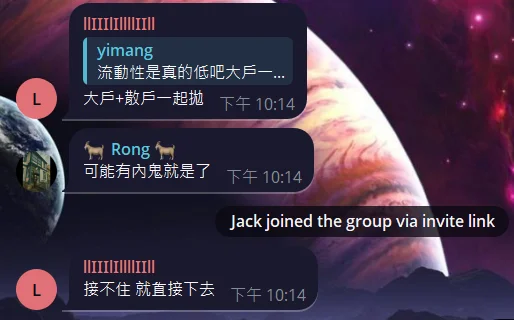 yimang
流動性是真的低吧大戶一...
大戶+散戶一起拋 下午 10:14
L
🐐 Rong 🐐
可能有內鬼就是了 下午 10:14
Jack joined the group via invite link
接不住 就直接下去 下午 10:14
L